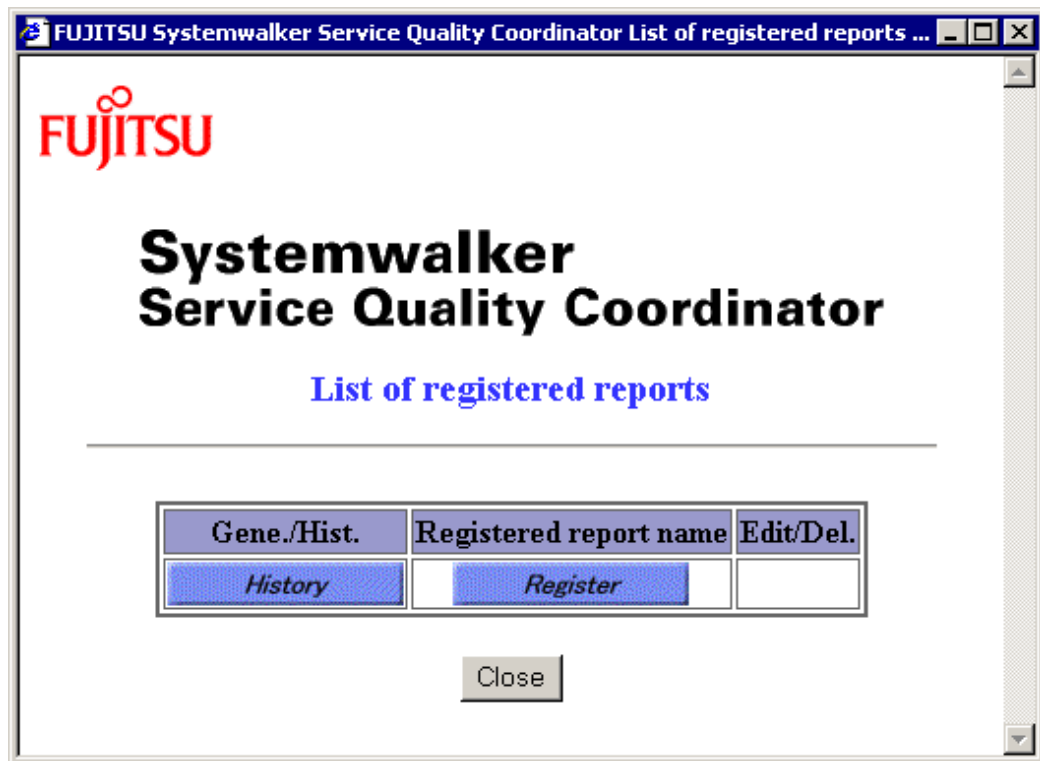 FUJITSU Systemwalker Service Quality Coordinator List of registered reports ...
FUJITSU
Systemwalker
Service Quality Coordinator
List of registered reports
Gene./Hist. Registered report name Edit/Del.
History Register
Close